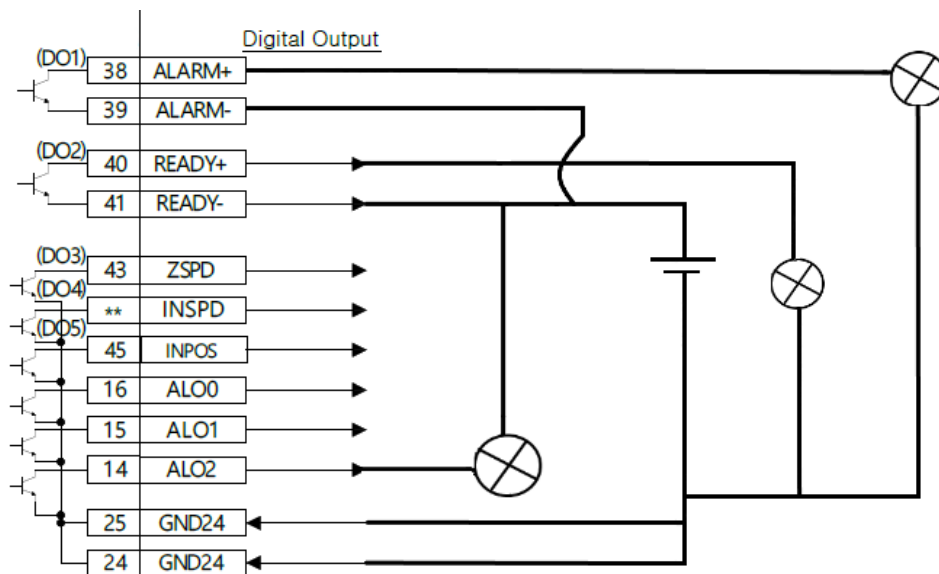 Digital Output
(DO1)
38 ALARM+
39 ALARM-
(DO2)
40 READY+
41 READY-
(DO3)
43 ZSPD
(DO4)
** INSPD
(DO5)
45 INPOS
16 ALO0
15 ALO1
14 ALO2
25 GND24
24 GND24